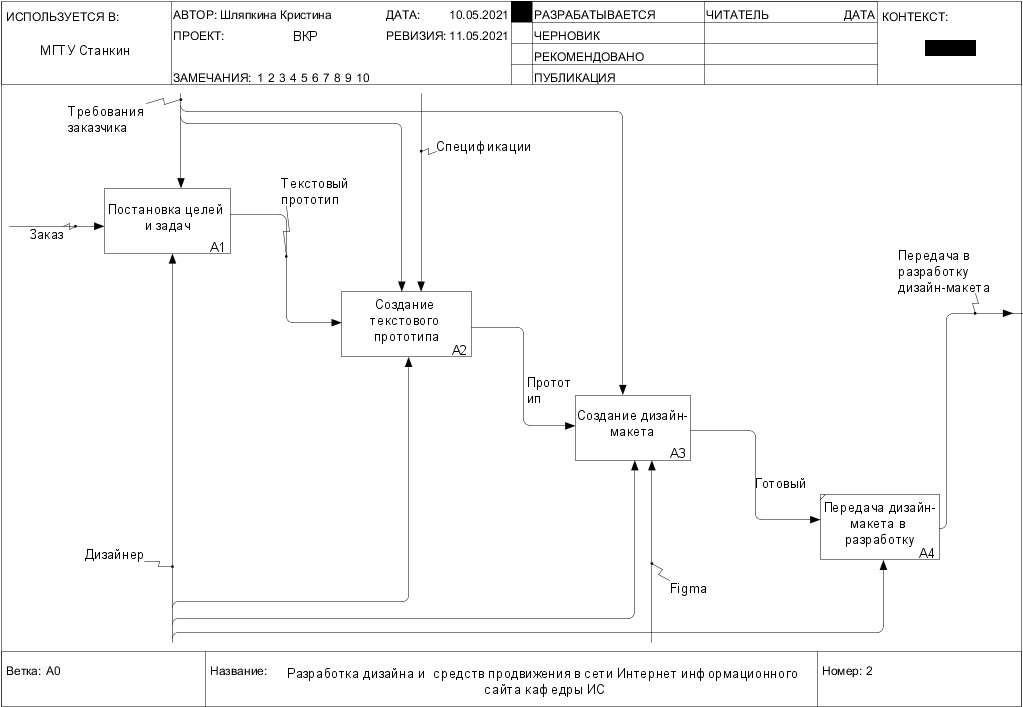 ИСПОЛЬЗУЕТСЯ В:
МГТУ Станкин
АВТОР: Шляпкина Кристина
ДАТА: 10.05.2021
ПРОЕКТ: ВКР
РЕВИЗИЯ: 11.05.2021
ЗАМЕЧАНИЯ: 1 2 3 4 5 6 7 8 9 10
РАЗРАБАТЫВАЕТСЯ
ЧЕРНОВИК
РЕКОМЕНДОВАНО
ПУБЛИКАЦИЯ
ЧИТАТЕЛЬ
ДАТА
КОНТЕКСТ:
Требования
заказчика
Спецификации
Текстовый
прототип
Постановка целей
и задач
A1
Заказ
Передача в
разработку
дизайн-макета
Создание
текстового
прототипа
A2
Протот
ип
Создание дизайн-
макета
A3
Готовый
Передача дизайн-
макета в
разработку
A4
Дизайнер
Figma
Ветка: A0
Название:
Разработка дизайна и средств продвижения в сети Интернет информационного
сайта кафедры ИС
Номер: 2